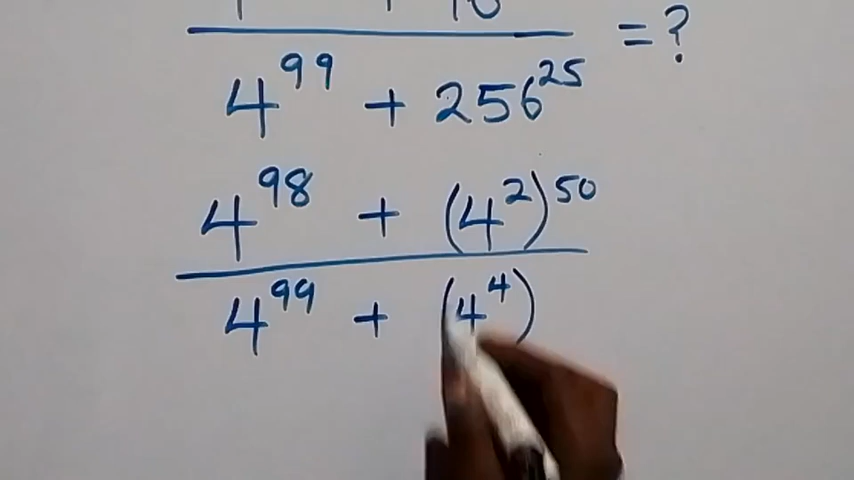 = ?
4^99 + 256^25
4^98 + (4^2)^50
4^99 + (4^4)